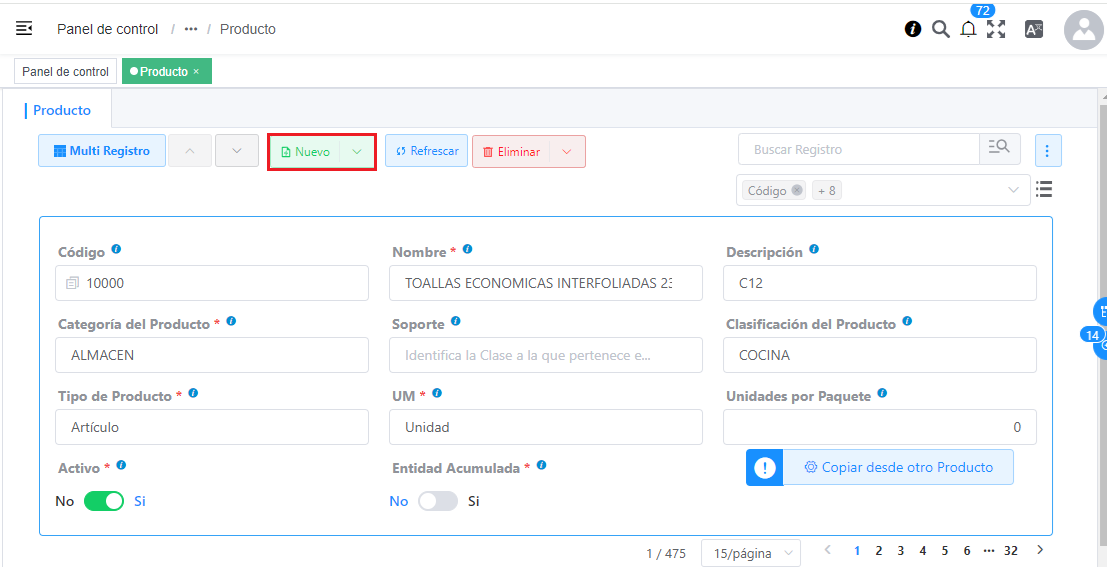 Panel de control / ••• / Producto
72
Panel de control
Producto ×
Producto
Multi Registro
Nuevo
Refrescar
Eliminar
Buscar Registro
Código
+ 8
Código
Nombre *
Descripción
10000
TOALLAS ECONOMICAS INTERFOLIADAS 23
C12
Categoría del Producto *
Soporte
Clasificación del Producto
ALMACEN
Identifica la Clase a la que pertenece e...
COCINA
14
Tipo de Producto *
UM *
Unidades por Paquete
Artículo
Unidad
0
Activo *
Entidad Acumulada *
Copiar desde otro Producto
No Si
No Si
1 / 475
15/página
1 2 3 4 5 6 ••• 32